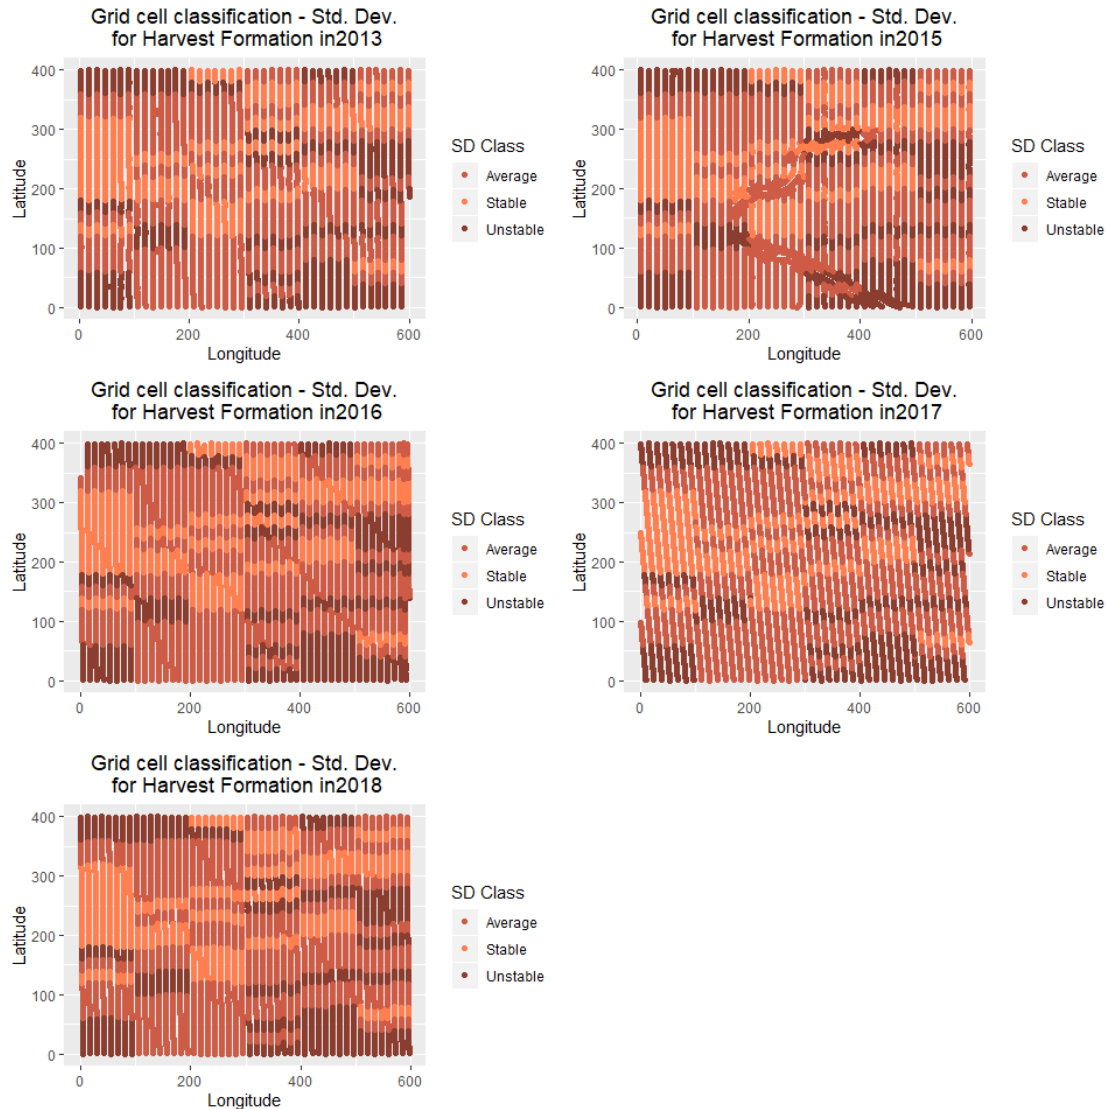 Grid cell classification - Std. Dev.
for Harvest Formation in2013
400
300
200
100
0
Latitude
0
200
400
600
Longitude
SD Class
Average
Stable
Unstable
Grid cell classification - Std. Dev.
for Harvest Formation in2015
400
300
200
100
0
Latitude
0
200
400
600
Longitude
SD Class
Average
Stable
Unstable
Grid cell classification - Std. Dev.
for Harvest Formation in2016
400
300
200
100
0
Latitude
0
200
400
600
Longitude
SD Class
Average
Stable
Unstable
Grid cell classification - Std. Dev.
for Harvest Formation in2017
400
300
200
100
0
Latitude
0
200
400
600
Longitude
SD Class
Average
Stable
Unstable
Grid cell classification - Std. Dev.
for Harvest Formation in2018
400
300
200
100
0
Latitude
0
200
400
600
Longitude
SD Class
Average
Stable
Unstable